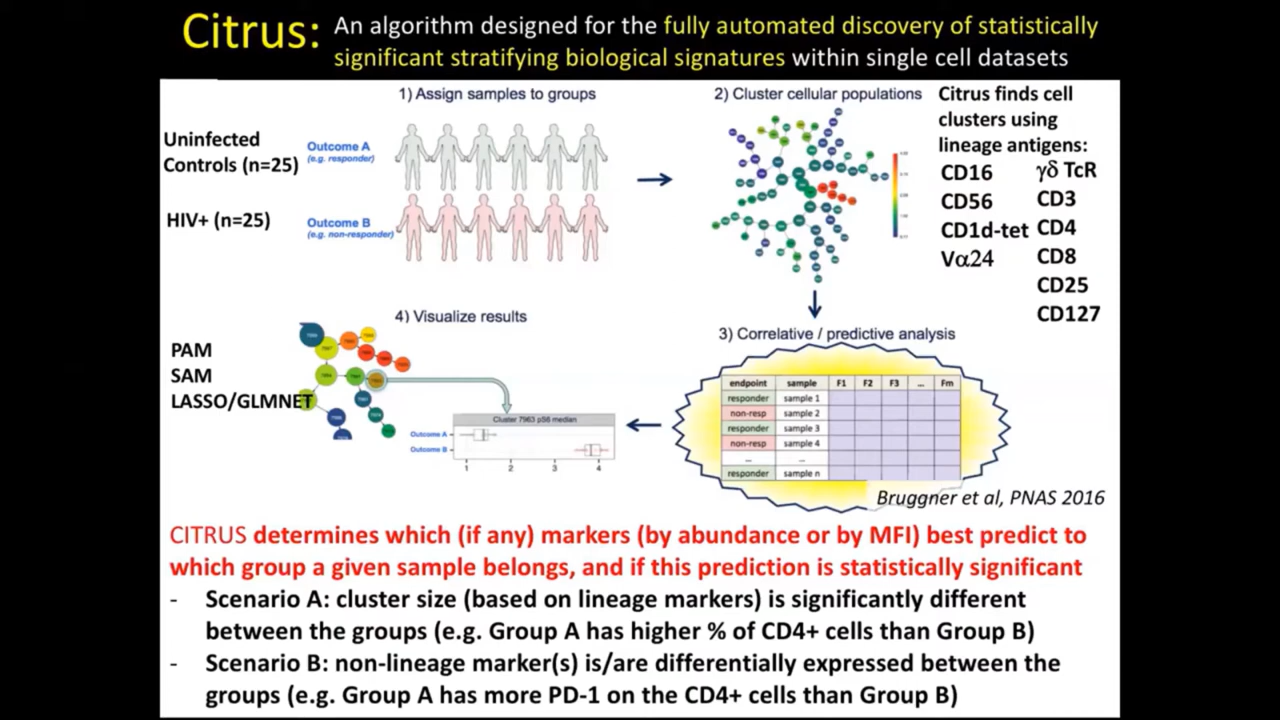 Citrus: An algorithm designed for the fully automated discovery of statistically
significant stratifying biological signatures within single cell datasets
1) Assign samples to groups
Uninfected
Controls (n=25)
Outcome A
(e.g. responder)
HIV+ (n=25)
Outcome B
(e.g. non-responder)
2) Cluster cellular populations
Citrus finds cell
clusters using
lineage antigens:
CD16
CD56
CD1d-tet
Vα24
γδ TcR
CD3
CD4
CD8
CD25
CD127
3) Correlative / predictive analysis
endpoint sample F1 F2 F3 ... Fm
responder sample 1
non-resp sample 2
responder sample 3
non-resp sample 4
... ...
responder sample n
Bruggner et al, PNAS 2016
4) Visualize results
PAM
SAM
LASSO/GLMNET
Cluster 7963 pS6 median
Outcome A
Outcome B
1 2 3 4
CITRUS determines which (if any) markers (by abundance or by MFI) best predict to
which group a given sample belongs, and if this prediction is statistically significant
- Scenario A: cluster size (based on lineage markers) is significantly different
between the groups (e.g. Group A has higher % of CD4+ cells than Group B)
- Scenario B: non-lineage marker(s) is/are differentially expressed between the
groups (e.g. Group A has more PD-1 on the CD4+ cells than Group B)